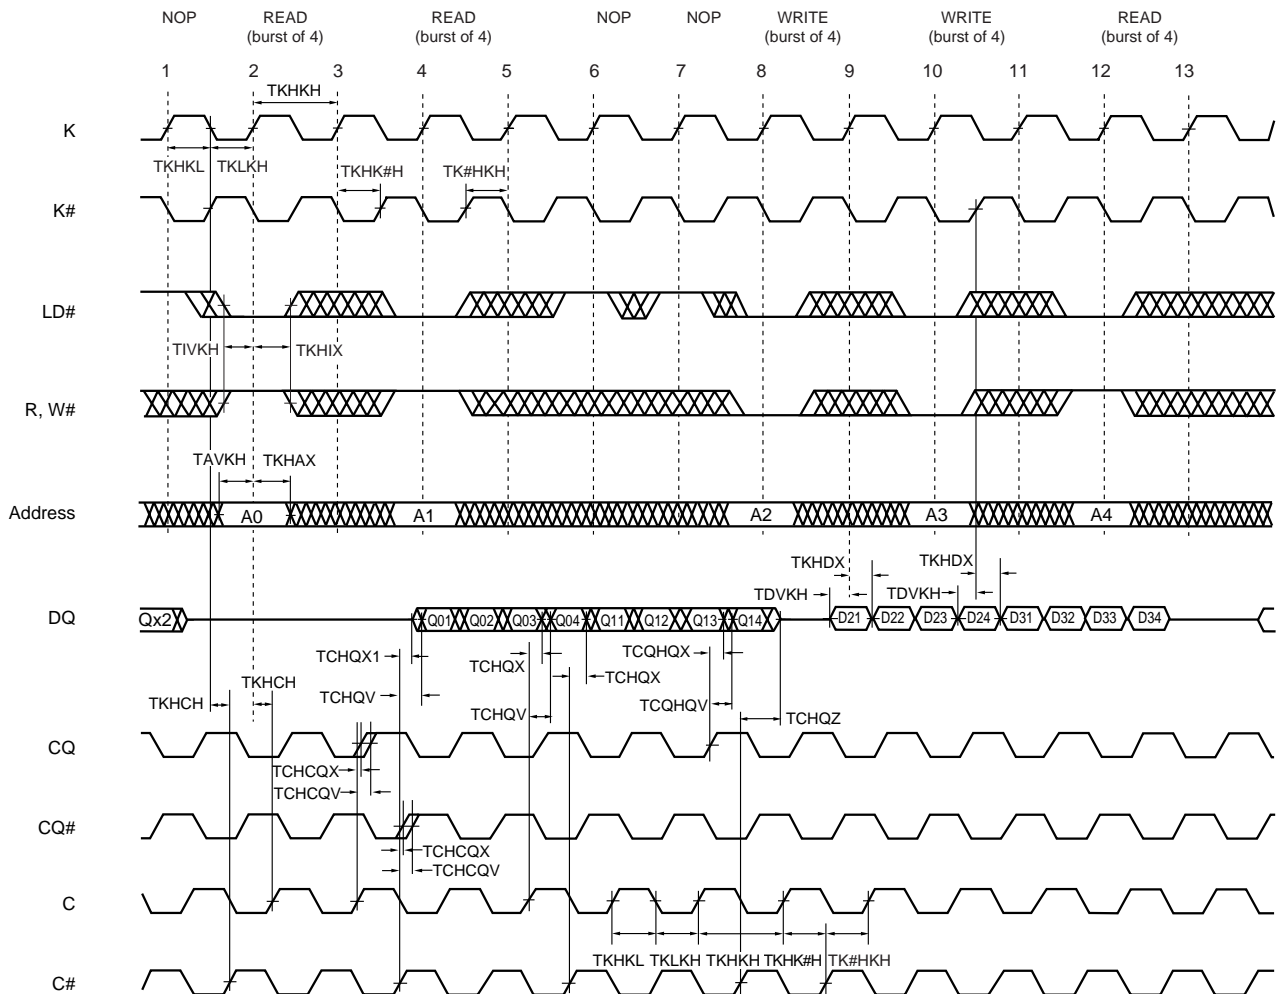 NOP READ READ NOP NOP WRITE WRITE READ
(burst of 4) (burst of 4) (burst of 4) (burst of 4) (burst of 4)
1 2 3 4 5 6 7 8 9 10 11 12 13
TKHKH
K
TKHKL TKLKH TKHK#H TK#HKH
K#
LD#
TIVKH TKHIX
R, W#
TAVKH TKHAX
Address A0 A1 A2 A3 A4
TKHDX TKHDX
TDVKH TDVKH
DQ Qx2 Q01 Q02 Q03 Q04 Q11 Q12 Q13 Q14 D21 D22 D23 D24 D31 D32 D33 D34
TCHQX1 TCHQX TCQHQX TCHQX
TKHCH TKHCH TCHQV TCHQV TCQHQV TCHQZ
CQ
TCHCQX
TCHCQV
CQ#
TCHCQX
TCHCQV
C
TKHKL TKLKH TKHKH TKHK#H TK#HKH
C#